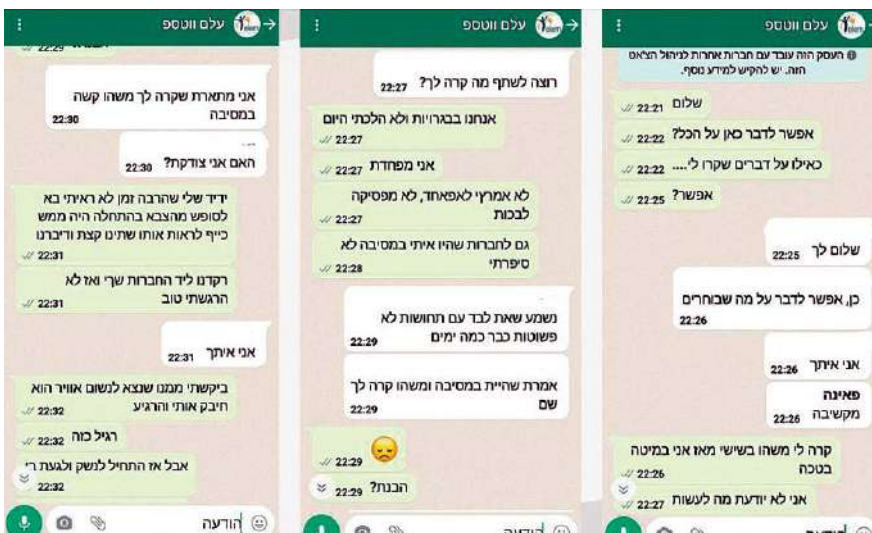 עלם ווטספ
העסק הזה עובד עם חברות אחרות לניהול הצ'אט
הזה. יש להקיש למידע נוסף.
שלום 22:21
אפשר לדבר כאן על הכל? 22:22
כאילו על דברים שקרו לי.... 22:22
אפשר? 22:25
שלום לך 22:25
כן, אפשר לדבר על מה שבוחרים
22:26
אני איתך 22:26
פאינה
מקשיבה 22:26
קרה לי משהו בשישי מאז אני במיטה
בטכה 22:26
אני לא יודעת מה לעשות 22:27
עלם ווטספ
רוצה לשתף מה קרה לך? 22:27
אנחנו בבגרויות ולא הלכתי היום
22:27
אני מפחדת 22:27
לא אמרץי לאפאחד, לא מפסיקה
לבכות 22:27
גם לחברות שהיו איתי במסיבה לא
סיפרתי 22:28
נשמע שאת לבד עם תחושות לא
פשוטות כבר כמה ימים 22:29
אמרת שהיית במסיבה ומשהו קרה לך
שם 22:29
😞 22:29
הבנת? 22:29
הודעה
עלם ווטספ
22:29
אני מתארת שקרה לך משהו קשה
במסיבה 22:30
האם אני צודקת? 22:30
ידיד שלי שהרבה זמן לא ראיתי בא
לסופש מהצבא בהתחלה היה ממש
כייף לראות אותו שתינו קצת ודיברנו
22:31
רקדנו ליד החברות שרי ואז לא
הרגשתי טוב 22:31
אני איתך 22:31
ביקשתי ממנו שנצא לנשום אוויר הוא
חיבק אותי והרגיע 22:32
רגיל כזה 22:32
אבל אז התחיל לנשק ולגעת בי
22:32
הודעה